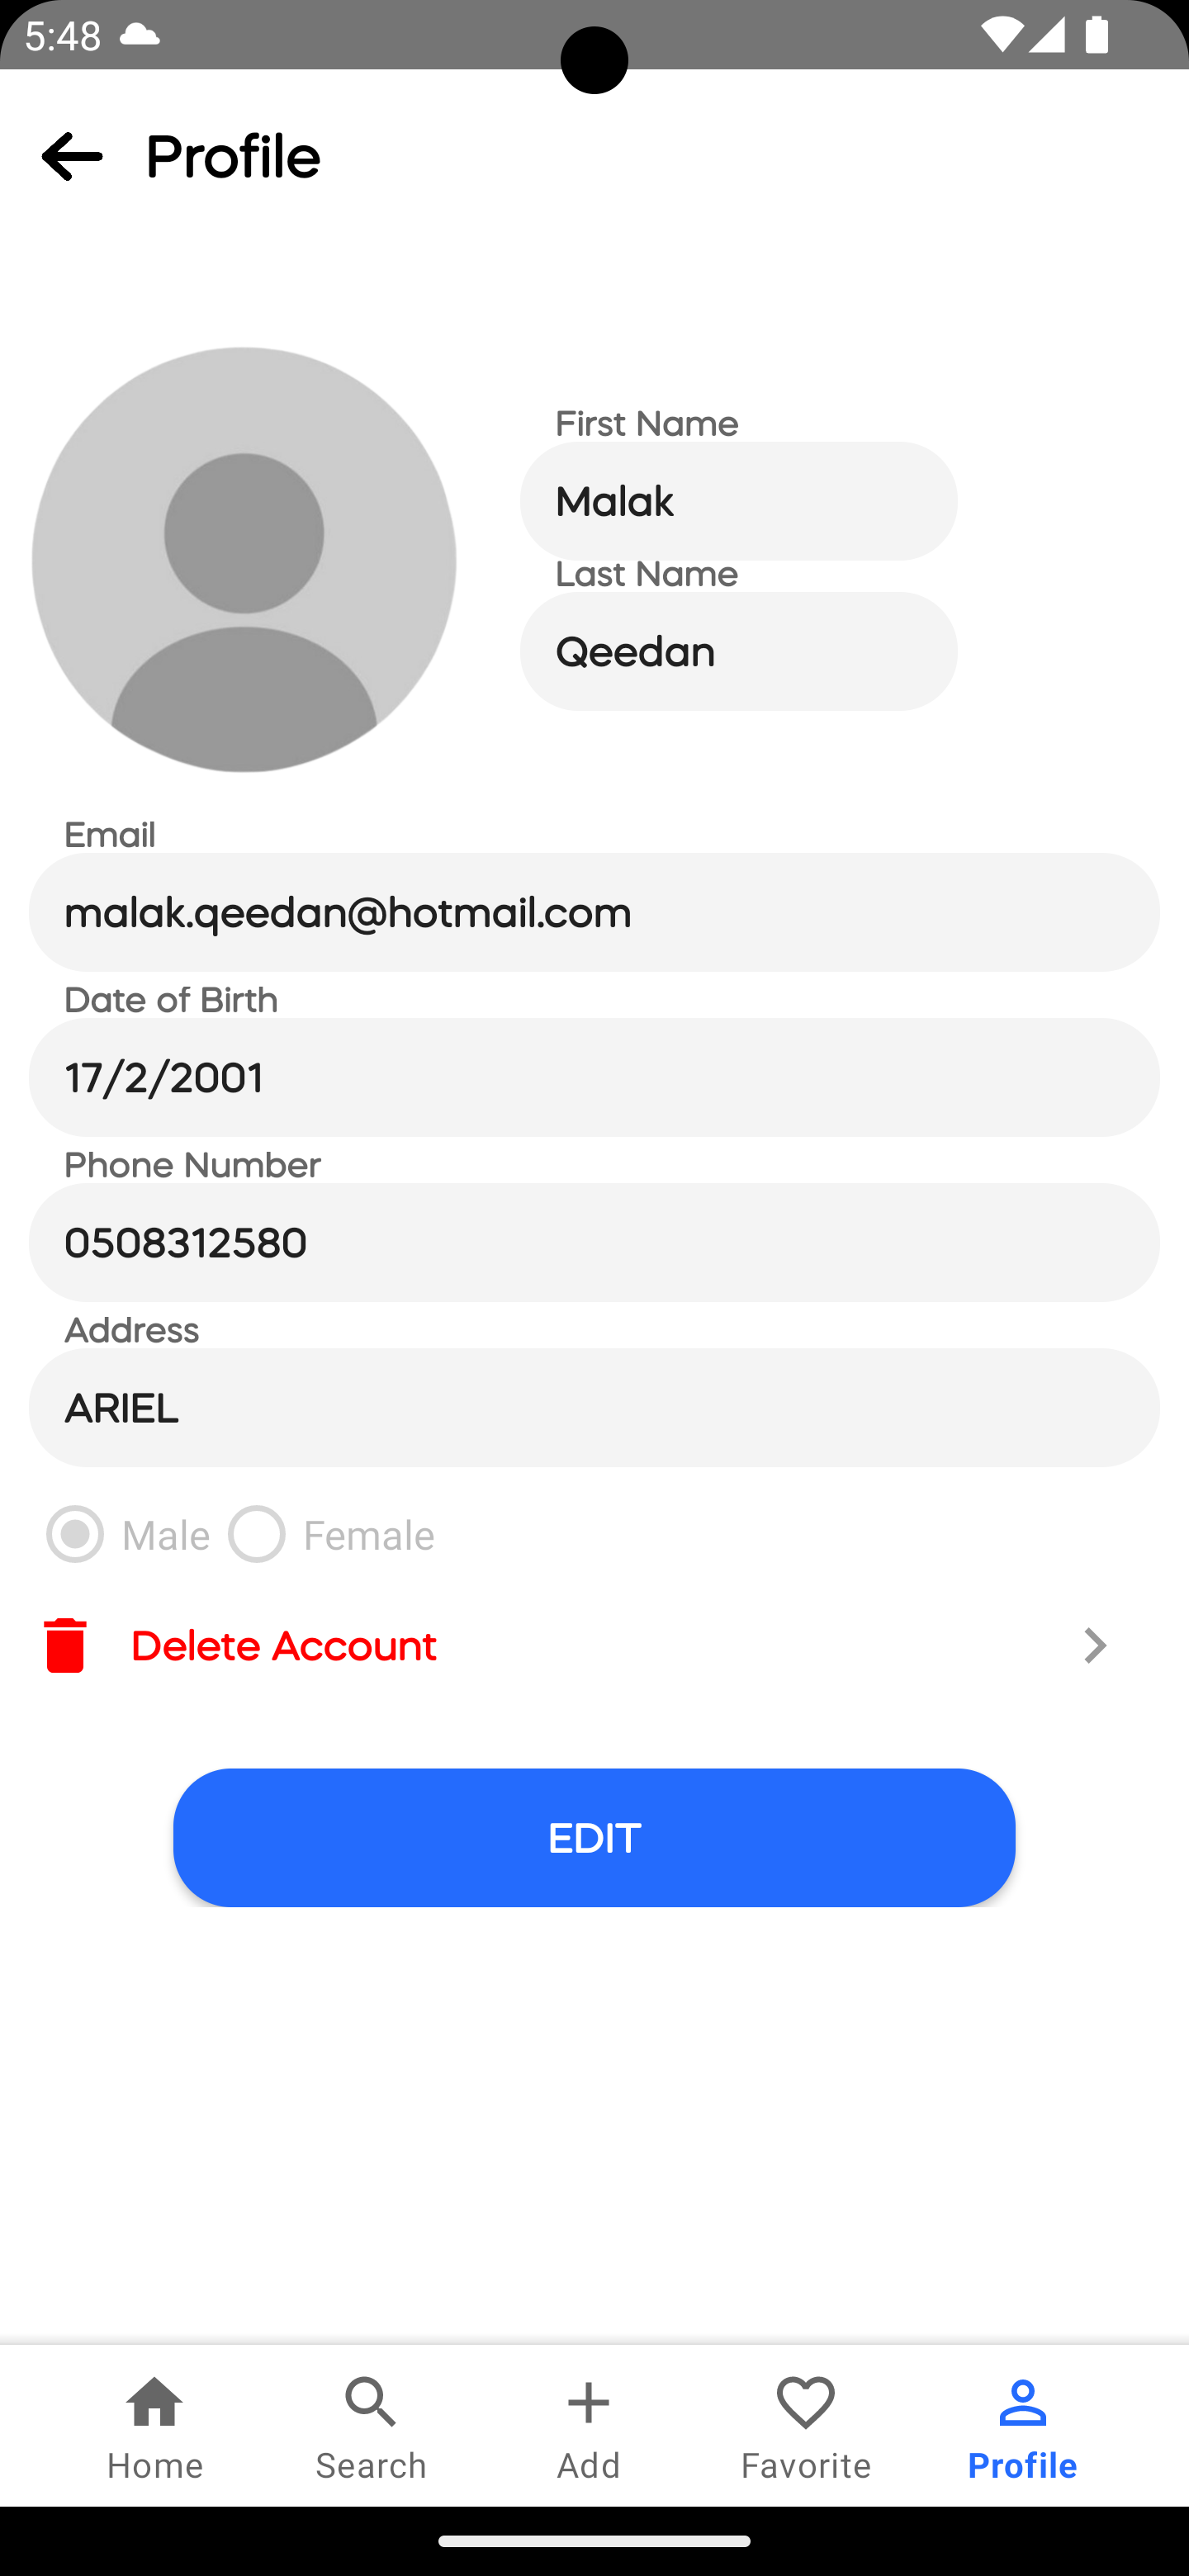 5:48
Profile
First Name
Malak
Last Name
Qeedan
Email
malak.qeedan@hotmail.com
Date of Birth
17/2/2001
Phone Number
0508312580
Address
ARIEL
Male Female
Delete Account
EDIT
Home Search Add Favorite Profile